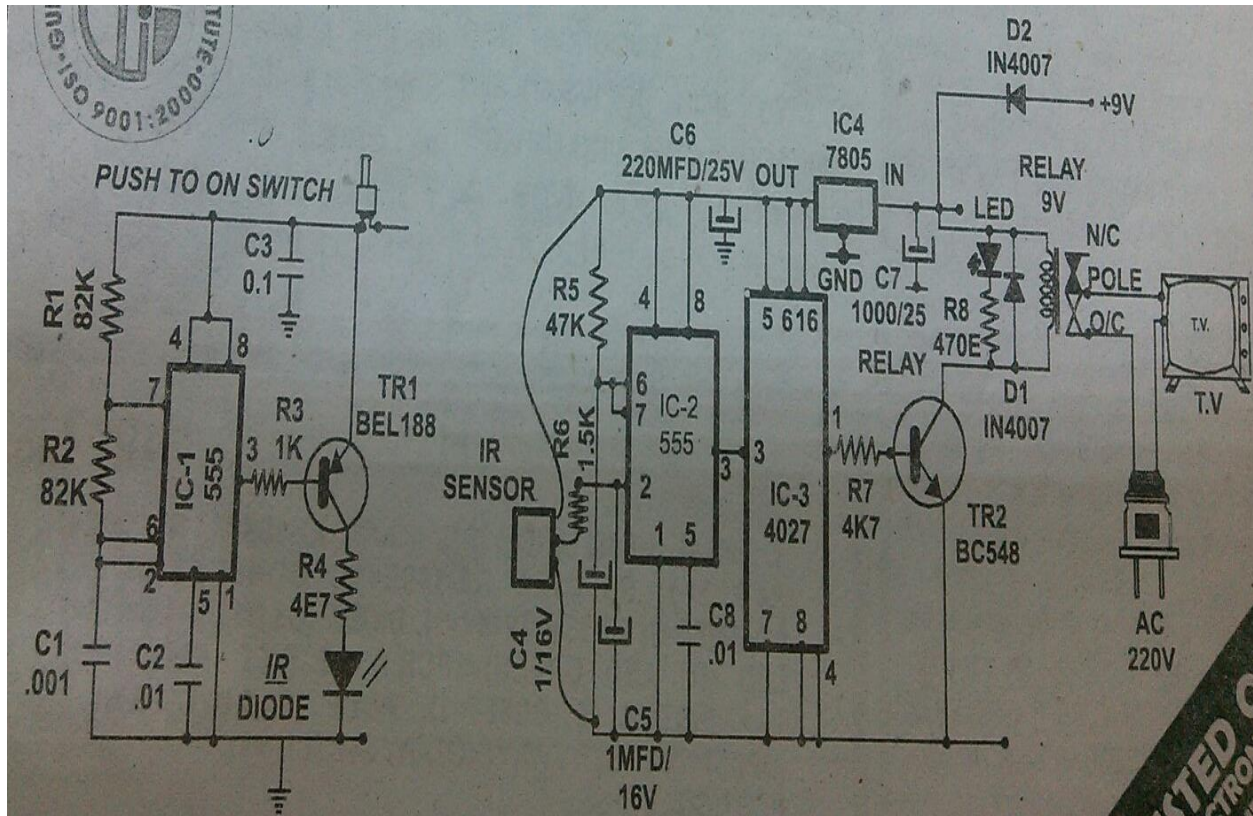 TUTE • ISO 9001:2000 •
PUSH TO ON SWITCH
C3
0.1
R1
82K
4
8
7
R2
82K
IC-1
555
3
R3
1K
TR1
BEL188
6
2
5
1
R4
4E7
C1
.001
C2
.01
IR
DIODE
D2
IN4007
+9V
C6
220MFD/25V
OUT
IC4
7805
IN
RELAY
9V
LED
N/C
GND
C7
1000/25
POLE
R5
47K
4
8
5 6 16
R8
470E
O/C
T.V.
T.V
RELAY
D1
IN4007
6
7
IC-2
555
R6
1.5K
IR
SENSOR
2
3
3
1
IC-3
4027
R7
4K7
TR2
BC548
1
5
C4
1/16V
C8
.01
7
8
4
AC
220V
C5
1MFD/
16V